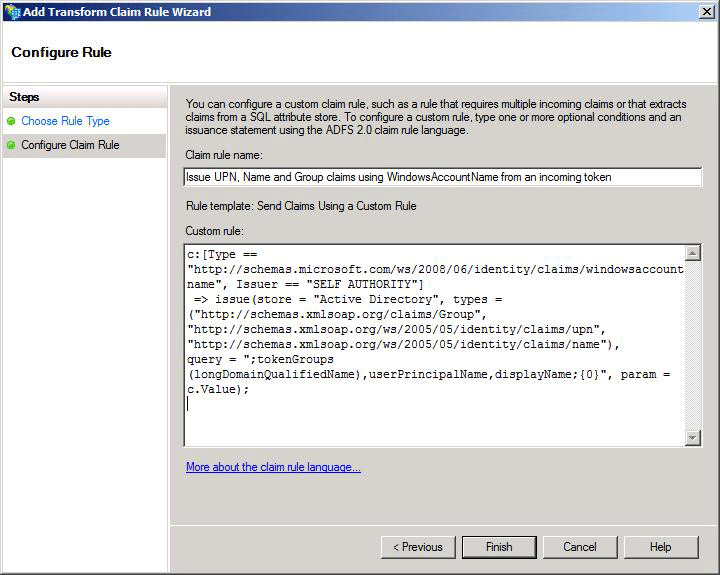 Add Transform Claim Rule Wizard
Configure Rule
Steps
Choose Rule Type
Configure Claim Rule
You can configure a custom claim rule, such as a rule that requires multiple incoming claims or that extracts
claims from a SQL attribute store. To configure a custom rule, type one or more optional conditions and an
issuance statement using the ADFS 2.0 claim rule language.
Claim rule name:
Issue UPN, Name and Group claims using WindowsAccountName from an incoming token
Rule template: Send Claims Using a Custom Rule
Custom rule:
c:[Type ==
"http://schemas.microsoft.com/ws/2008/06/identity/claims/windowsaccount
name", Issuer == "SELF AUTHORITY"]
 => issue(store = "Active Directory", types =
("http://schemas.xmlsoap.org/claims/Group",
"http://schemas.xmlsoap.org/ws/2005/05/identity/claims/upn",
"http://schemas.xmlsoap.org/ws/2005/05/identity/claims/name"),
query = ";tokenGroups
(longDomainQualifiedName),userPrincipalName,displayName;{0}", param =
c.Value);
More about the claim rule language...
< Previous
Finish
Cancel
Help